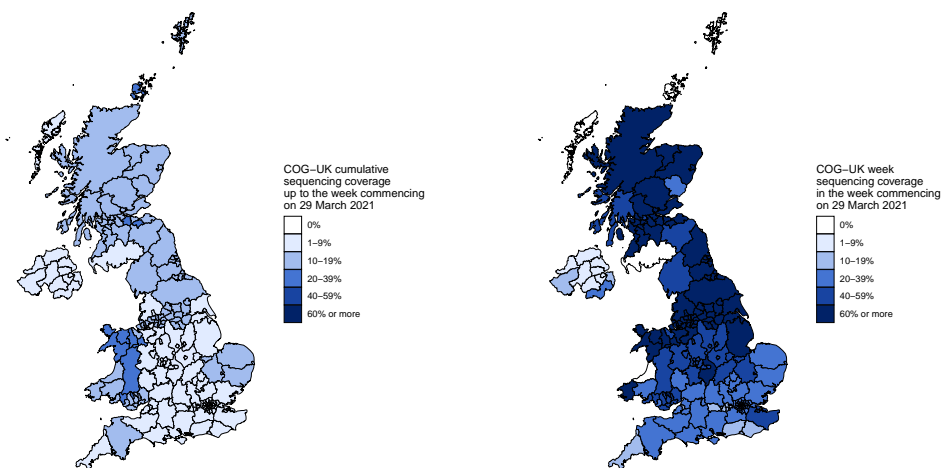 COG−UK cumulative
sequencing coverage
up to the week commencing
on 29 March 2021
0%
1−9%
10−19%
20−39%
40−59%
60% or more
COG−UK week
sequencing coverage
in the week commencing
on 29 March 2021
0%
1−9%
10−19%
20−39%
40−59%
60% or more